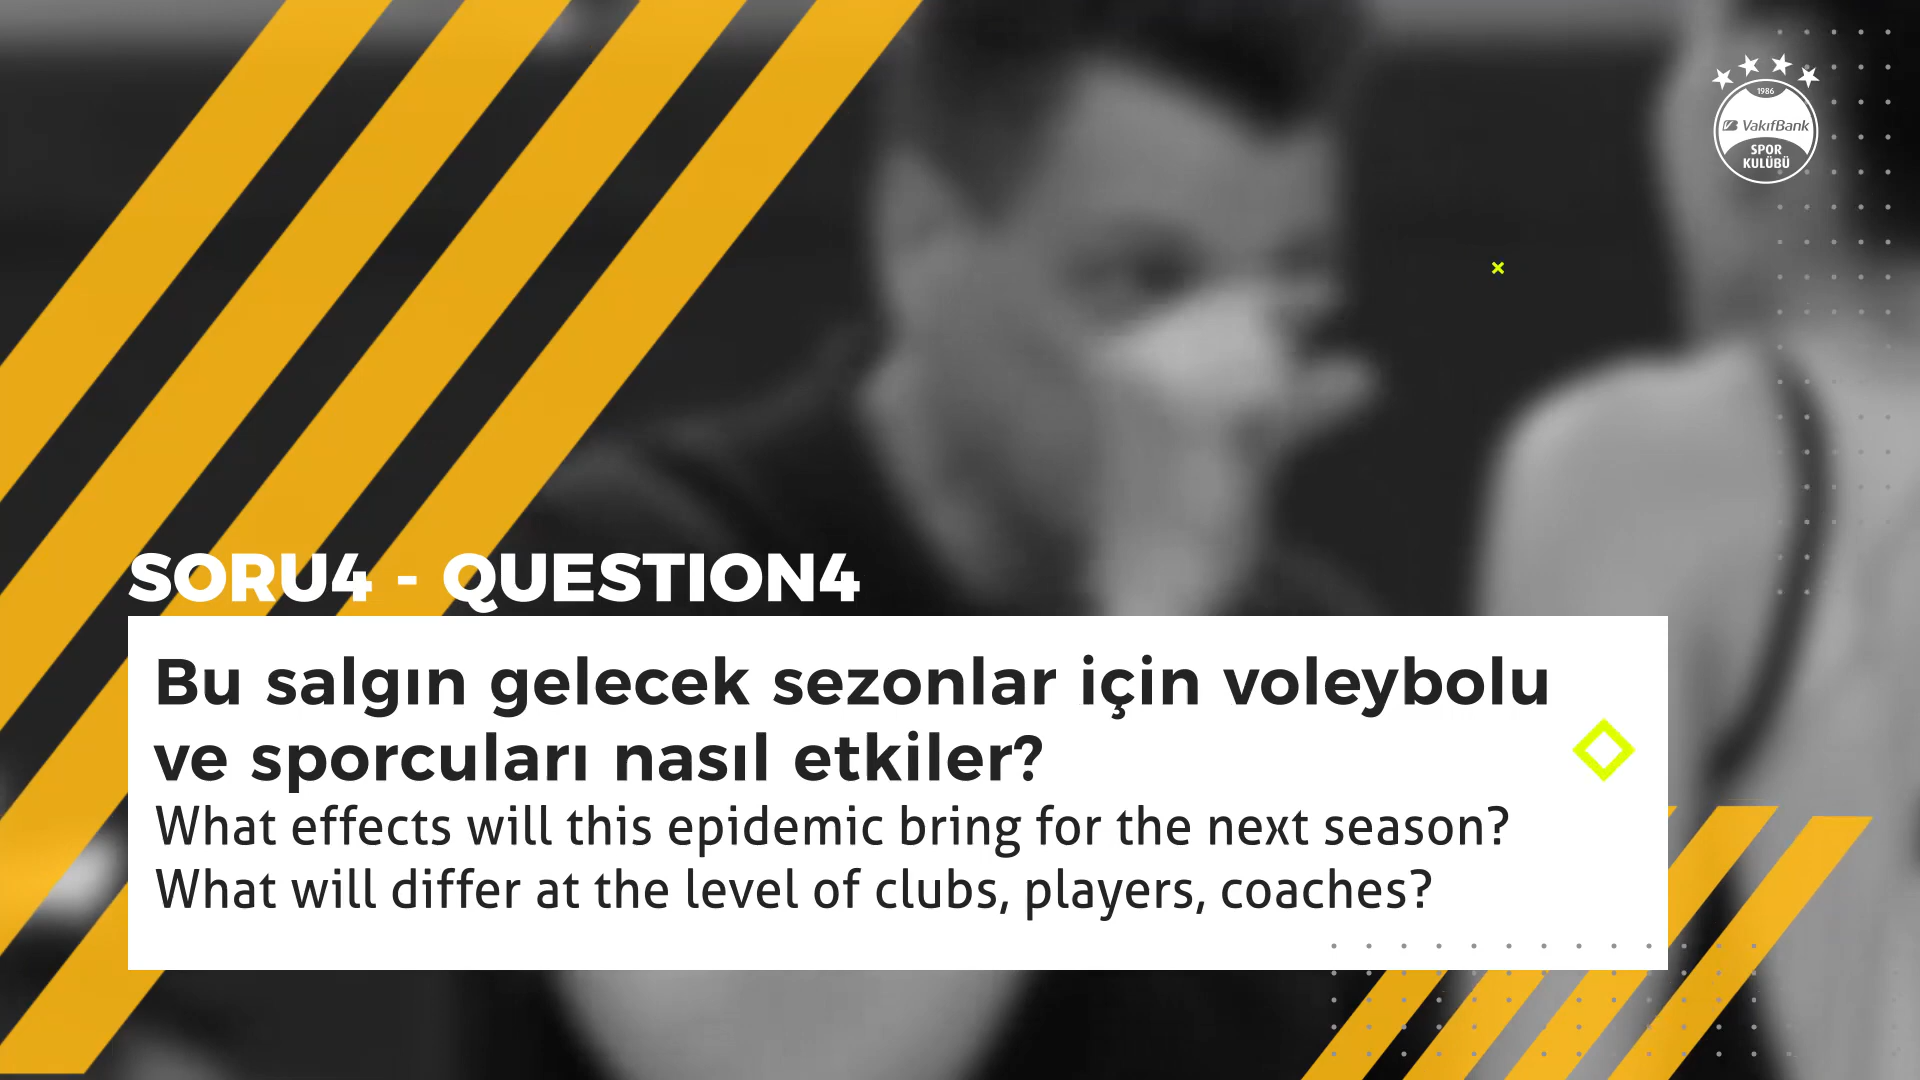 1986
VakıfBank
SPOR
KULÜBÜ
SORU4 - QUESTION4
Bu salgın gelecek sezonlar için voleybolu
ve sporcuları nasıl etkiler?
What effects will this epidemic bring for the next season?
What will differ at the level of clubs, players, coaches?